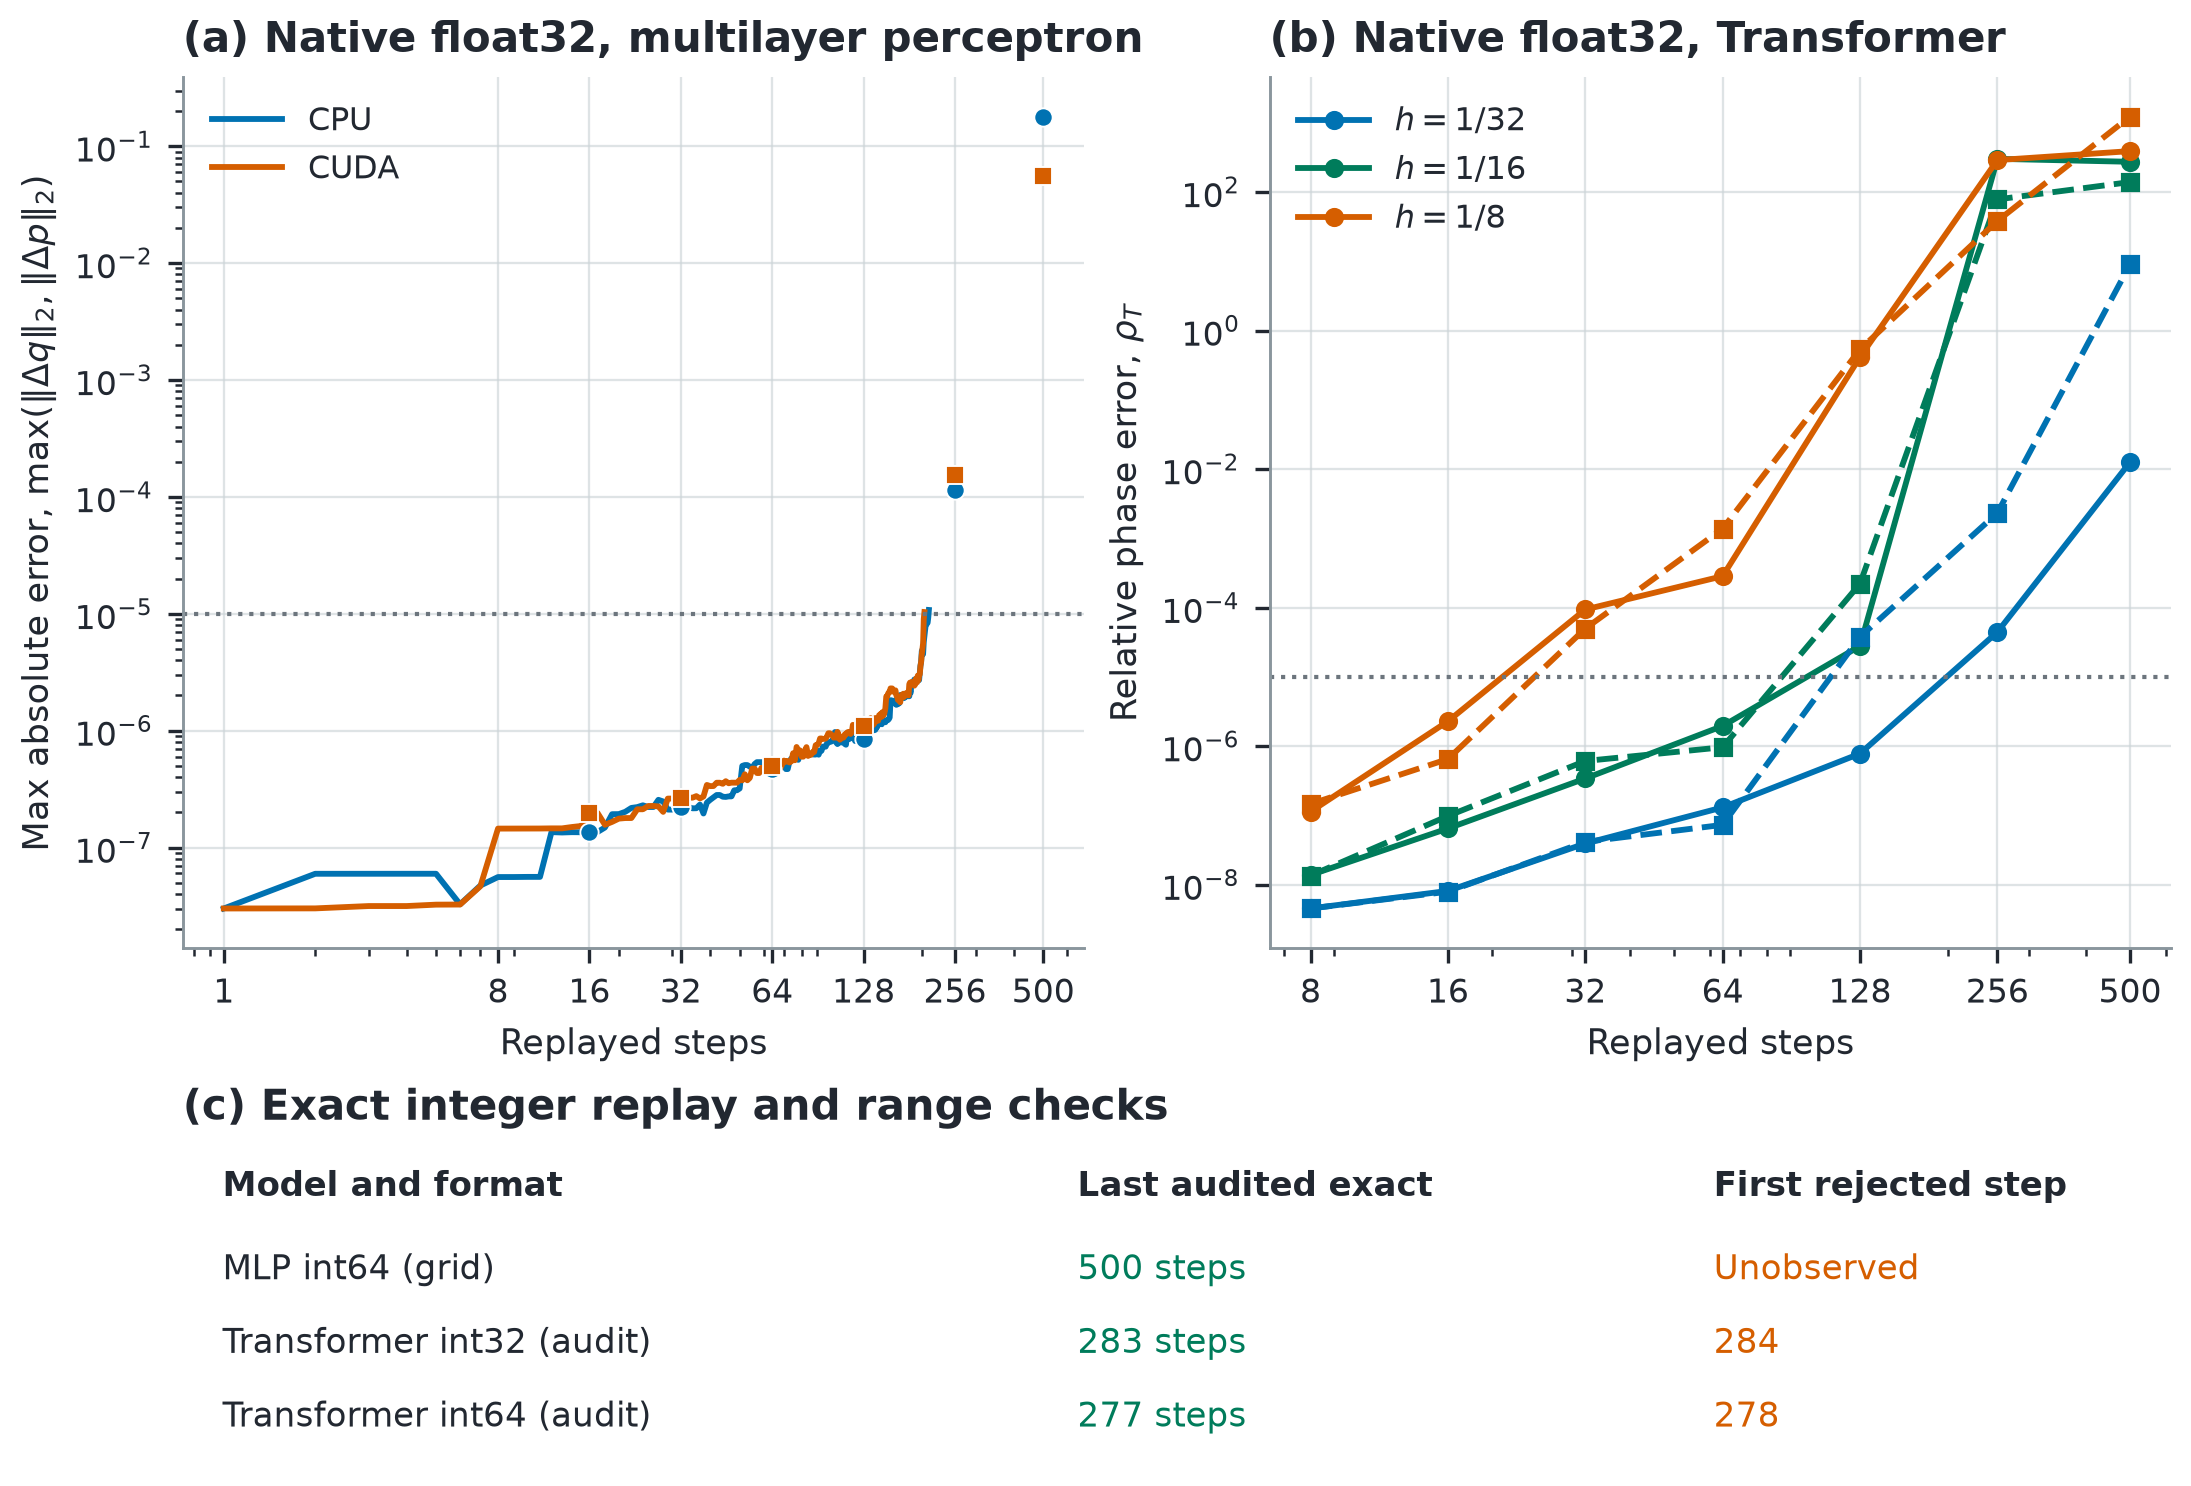 (a) Native float32, multilayer perceptron
Max absolute error, max(‖Δq‖₂, ‖Δp‖₂)
10⁻¹
10⁻²
10⁻³
10⁻⁴
10⁻⁵
10⁻⁶
10⁻⁷
CPU
CUDA
1 8 16 32 64 128 256 500
Replayed steps
(b) Native float32, Transformer
Relative phase error, ρ_T
10²
10⁰
10⁻²
10⁻⁴
10⁻⁶
10⁻⁸
h = 1/32
h = 1/16
h = 1/8
8 16 32 64 128 256 500
Replayed steps
(c) Exact integer replay and range checks
Model and format Last audited exact First rejected step
MLP int64 (grid) 500 steps Unobserved
Transformer int32 (audit) 283 steps 284
Transformer int64 (audit) 277 steps 278